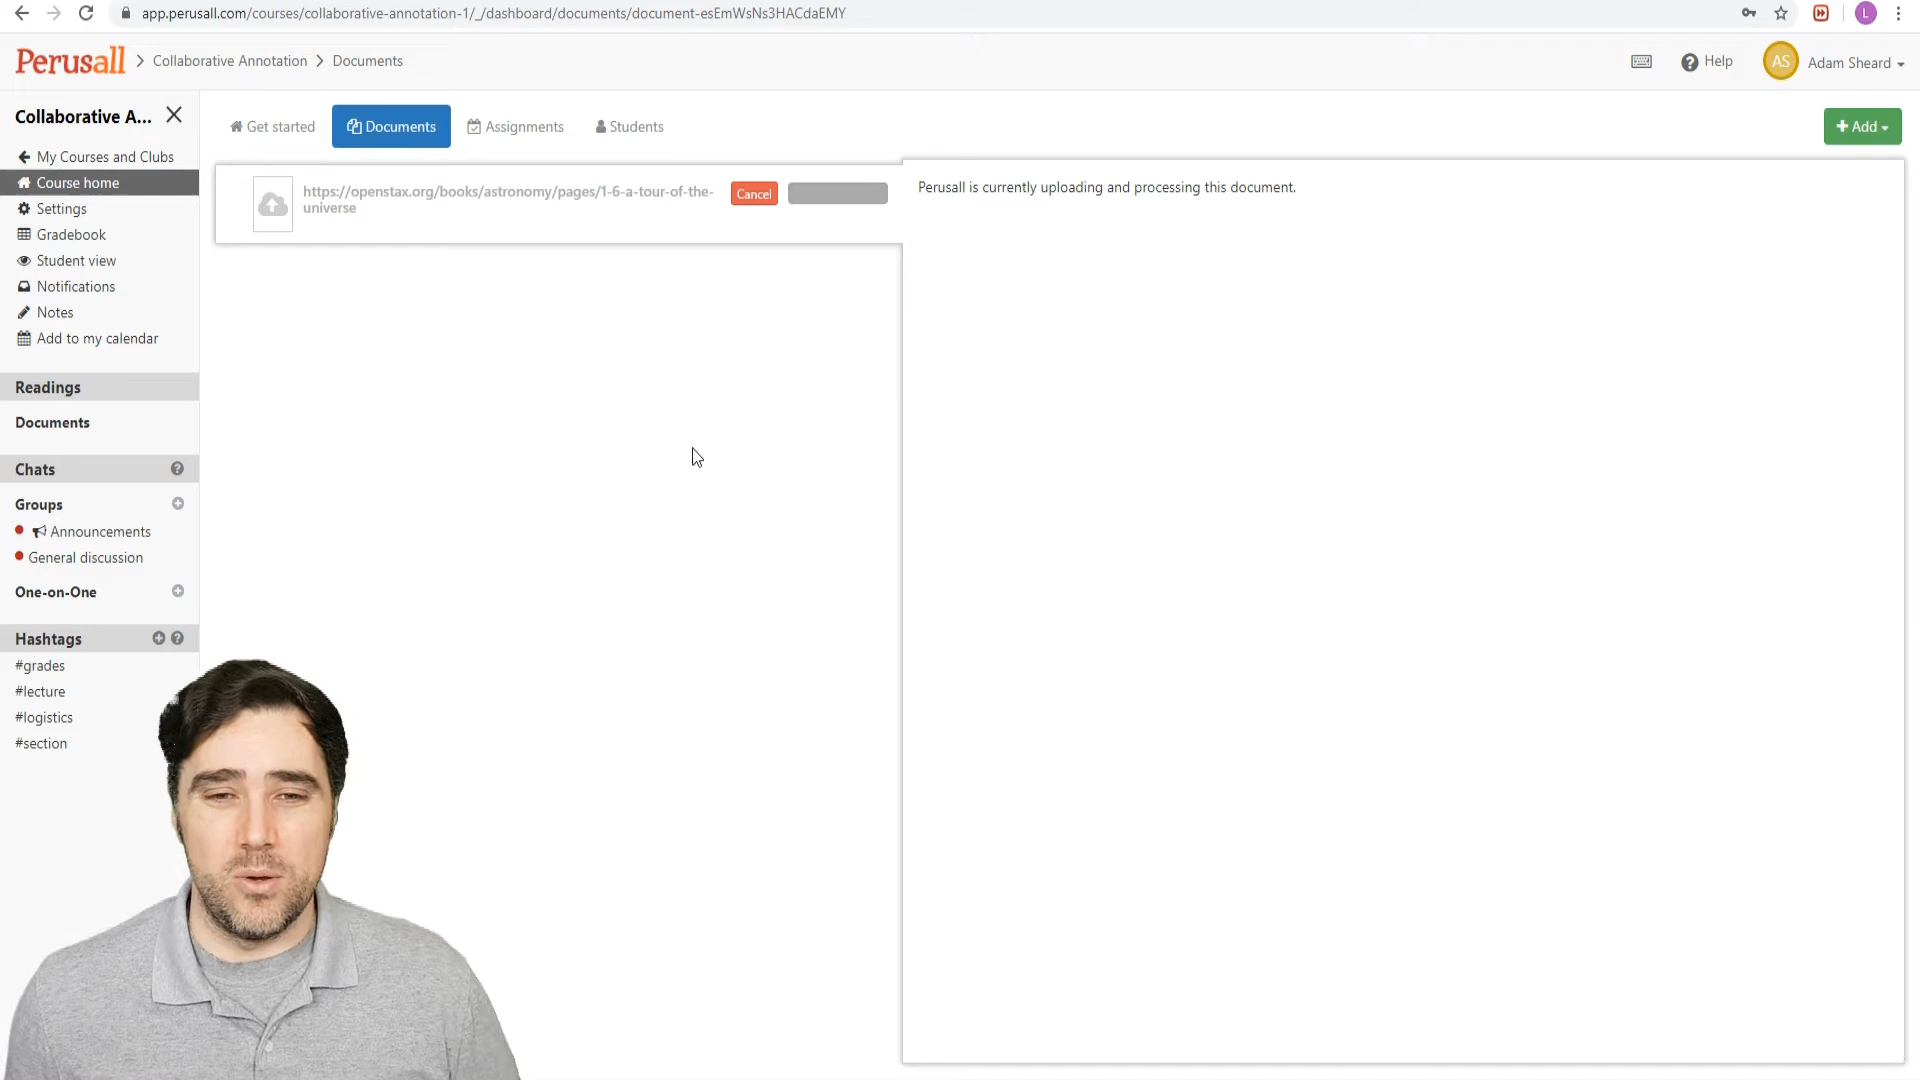 app.perusall.com/courses/collaborative-annotation-1/_/dashboard/documents/document-esEmWsNs3HACdaEMY
L
Perusall
Collaborative Annotation
Documents
Help
AS
Adam Sheard
Collaborative A...
My Courses and Clubs
Course home
Settings
Gradebook
Student view
Notifications
Notes
Add to my calendar
Readings
Documents
Chats
Groups
Announcements
General discussion
One-on-One
Hashtags
#grades
#lecture
#logistics
#section
Get started
Documents
Assignments
Students
Add
https://openstax.org/books/astronomy/pages/1-6-a-tour-of-the-
universe
Cancel
Perusall is currently uploading and processing this document.